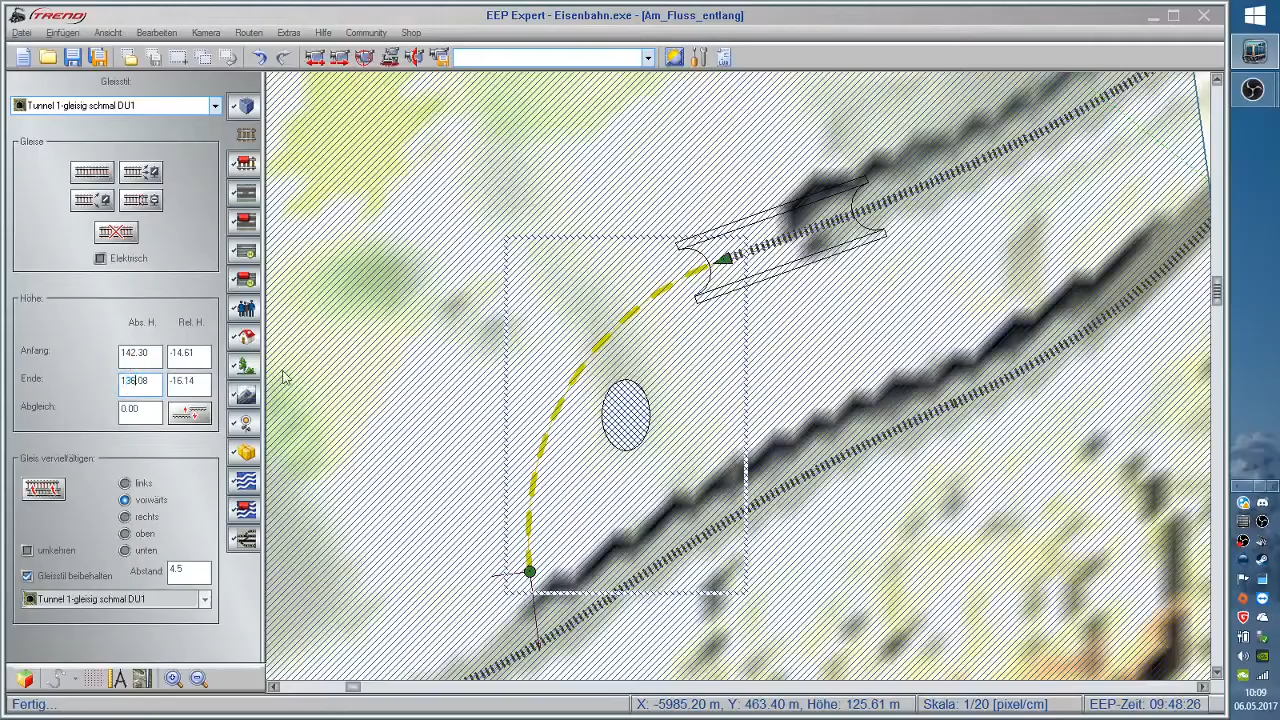 TREND
EEP Expert - Eisenbahn.exe - [Am_Fluss_entlang]
Datei Einfügen Ansicht Bearbeiten Kamera Routen Extras Hilfe Community Shop
Gleisstil:
Tunnel 1-gleisig schmal DU1
Gleise
Elektrisch
Höhe:
Abs. H. Rel. H.
Anfang: 142.30 -14.61
Ende: 136.08 -16.14
Abgleich: 0.00
Gleis vervielfältigen:
links
vorwärts
rechts
oben
umkehren unten
Gleisstil beibehalten Abstand: 4.5
Tunnel 1-gleisig schmal DU1
Fertig... X: -5985.20 m, Y: 463.40 m, Höhe: 125.61 m Skala: 1/20 [pixel/cm] EEP-Zeit: 09:48:26
10:09
06.05.2017